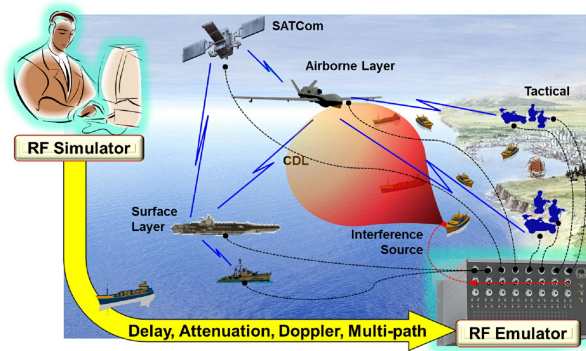 SATCom
Airborne Layer
Tactical
RF Simulator
CDL
Surface
Layer
Interference
Source
Delay, Attenuation, Doppler, Multi-path
RF Emulator